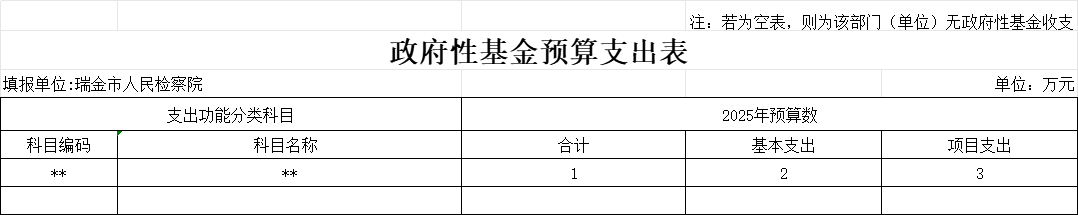 注：若为空表，则为该部门（单位）无政府性基金收支
政府性基金预算支出表
填报单位:瑞金市人民检察院 单位：万元
支出功能分类科目 2025年预算数
科目编码 科目名称 合计 基本支出 项目支出
** ** 1 2 3